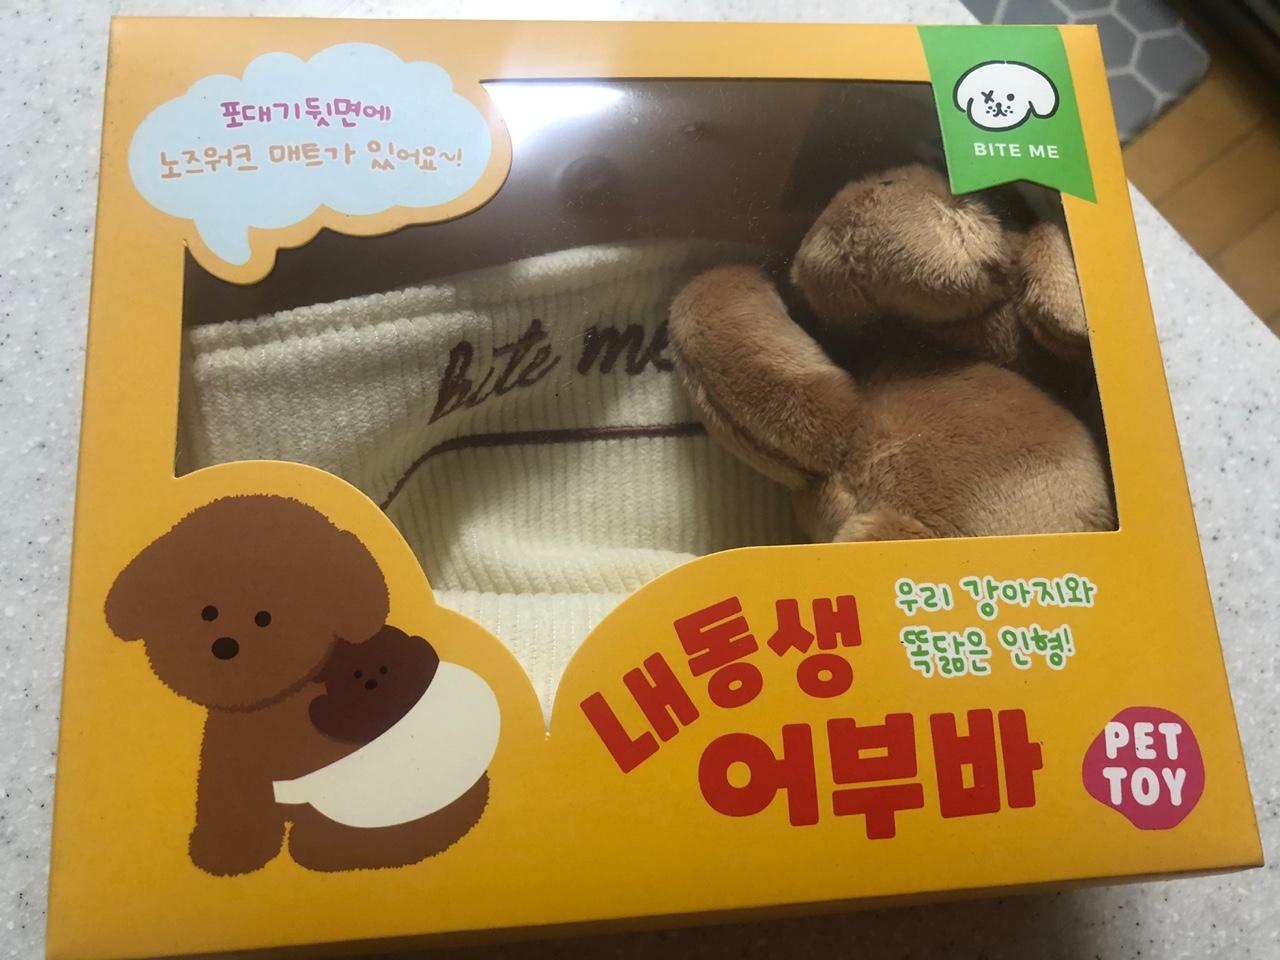 포대기뒷면에
노즈워크 매트가 있어요~!
BITE ME
Bite me
우리 강아지와
똑닮은 인형!
내동생
어부바
PET
TOY